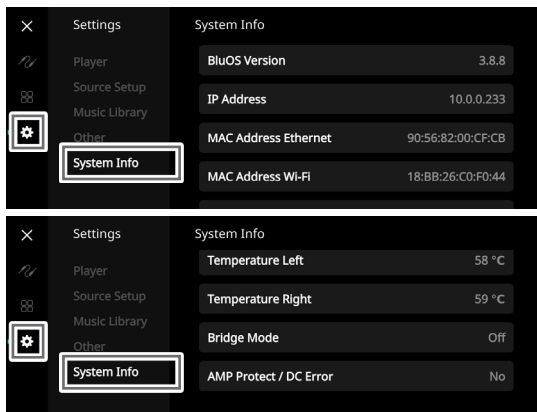 Settings
System Info
Player
BluOS Version 3.8.8
Source Setup
IP Address 10.0.0.233
Music Library
Other
MAC Address Ethernet 90:56:82:00:CF:CB
System Info
MAC Address Wi-Fi 18:BB:26:C0:F0:44
Settings
System Info
Temperature Left 58 °C
Player
Source Setup
Temperature Right 59 °C
Music Library
Other
Bridge Mode Off
System Info
AMP Protect / DC Error No